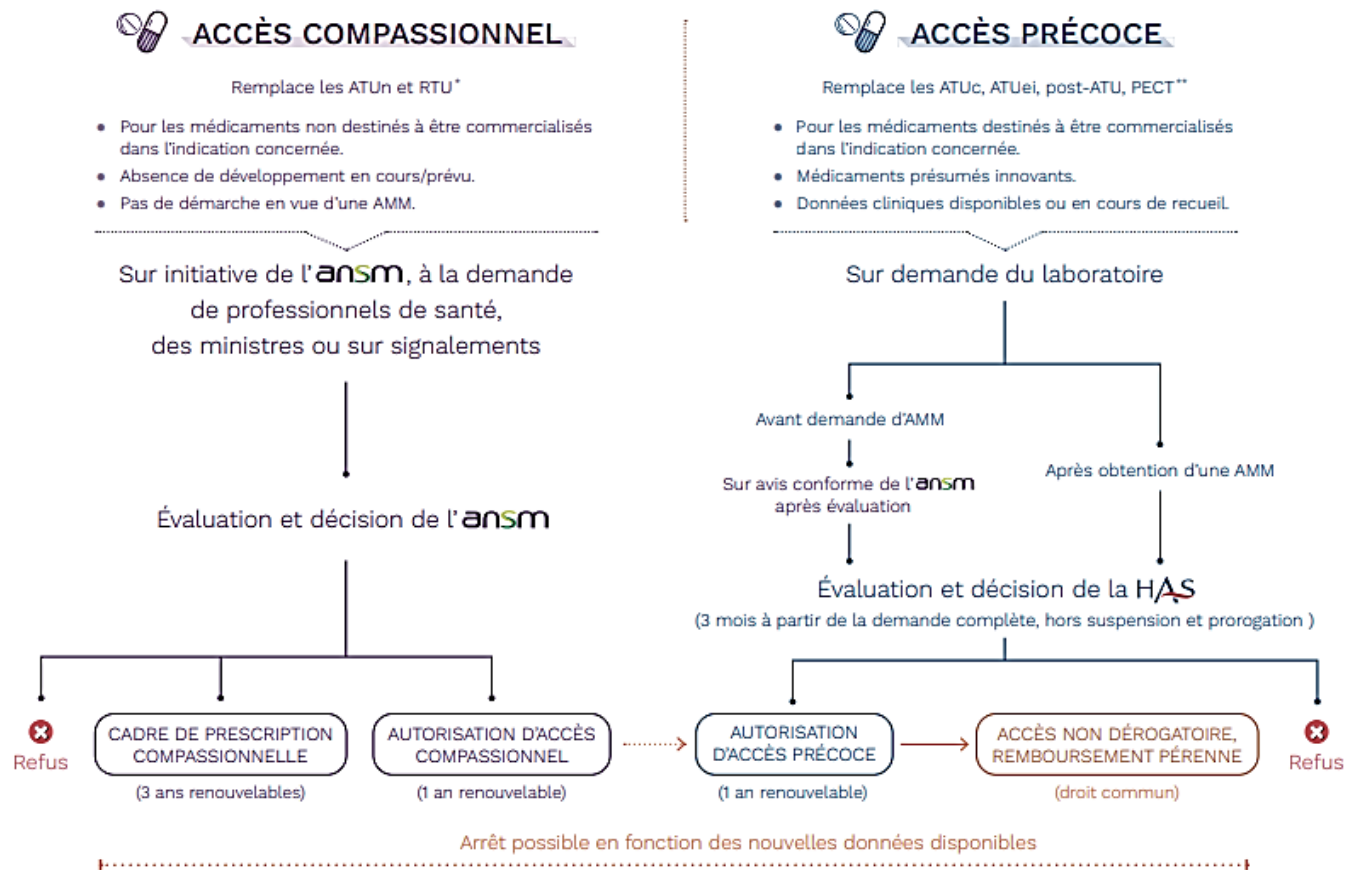 ACCÈS COMPASSIONNEL
Remplace les ATUn et RTU*
• Pour les médicaments non destinés à être commercialisés
dans l'indication concernée.
• Absence de développement en cours/prévu.
• Pas de démarche en vue d'une AMM.
Sur initiative de l'ansm, à la demande
de professionnels de santé,
des ministres ou sur signalements
Évaluation et décision de l'ansm
Refus
CADRE DE PRESCRIPTION
COMPASSIONNELLE
(3 ans renouvelables)
AUTORISATION D'ACCÈS
COMPASSIONNEL
(1 an renouvelable)
ACCÈS PRÉCOCE
Remplace les ATUc, ATUei, post-ATU, PECT**
• Pour les médicaments destinés à être commercialisés
dans l'indication concernée.
• Médicaments présumés innovants.
• Données cliniques disponibles ou en cours de recueil.
Sur demande du laboratoire
Avant demande d'AMM
Sur avis conforme de l'ansm
après évaluation
Après obtention d'une AMM
Évaluation et décision de la HAS
(3 mois à partir de la demande complète, hors suspension et prorogation )
AUTORISATION
D'ACCÈS PRÉCOCE
(1 an renouvelable)
ACCÈS NON DÉROGATOIRE,
REMBOURSEMENT PÉRENNE
(droit commun)
Refus
Arrêt possible en fonction des nouvelles données disponibles